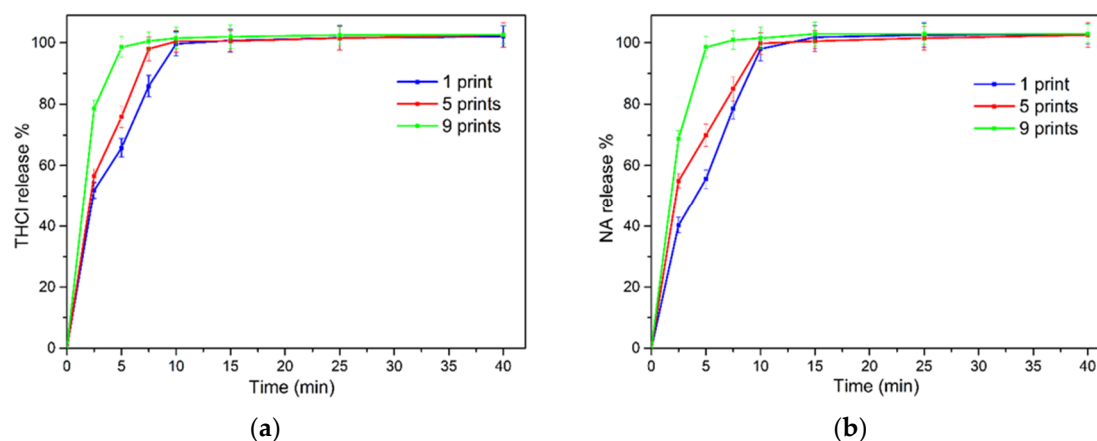 100
80
60
40
20
0
THCl release %
1 print
5 prints
9 prints
0 5 10 15 20 25 30 35 40
Time (min)
(a)
100
80
60
40
20
0
NA release %
1 print
5 prints
9 prints
0 5 10 15 20 25 30 35 40
Time (min)
(b)